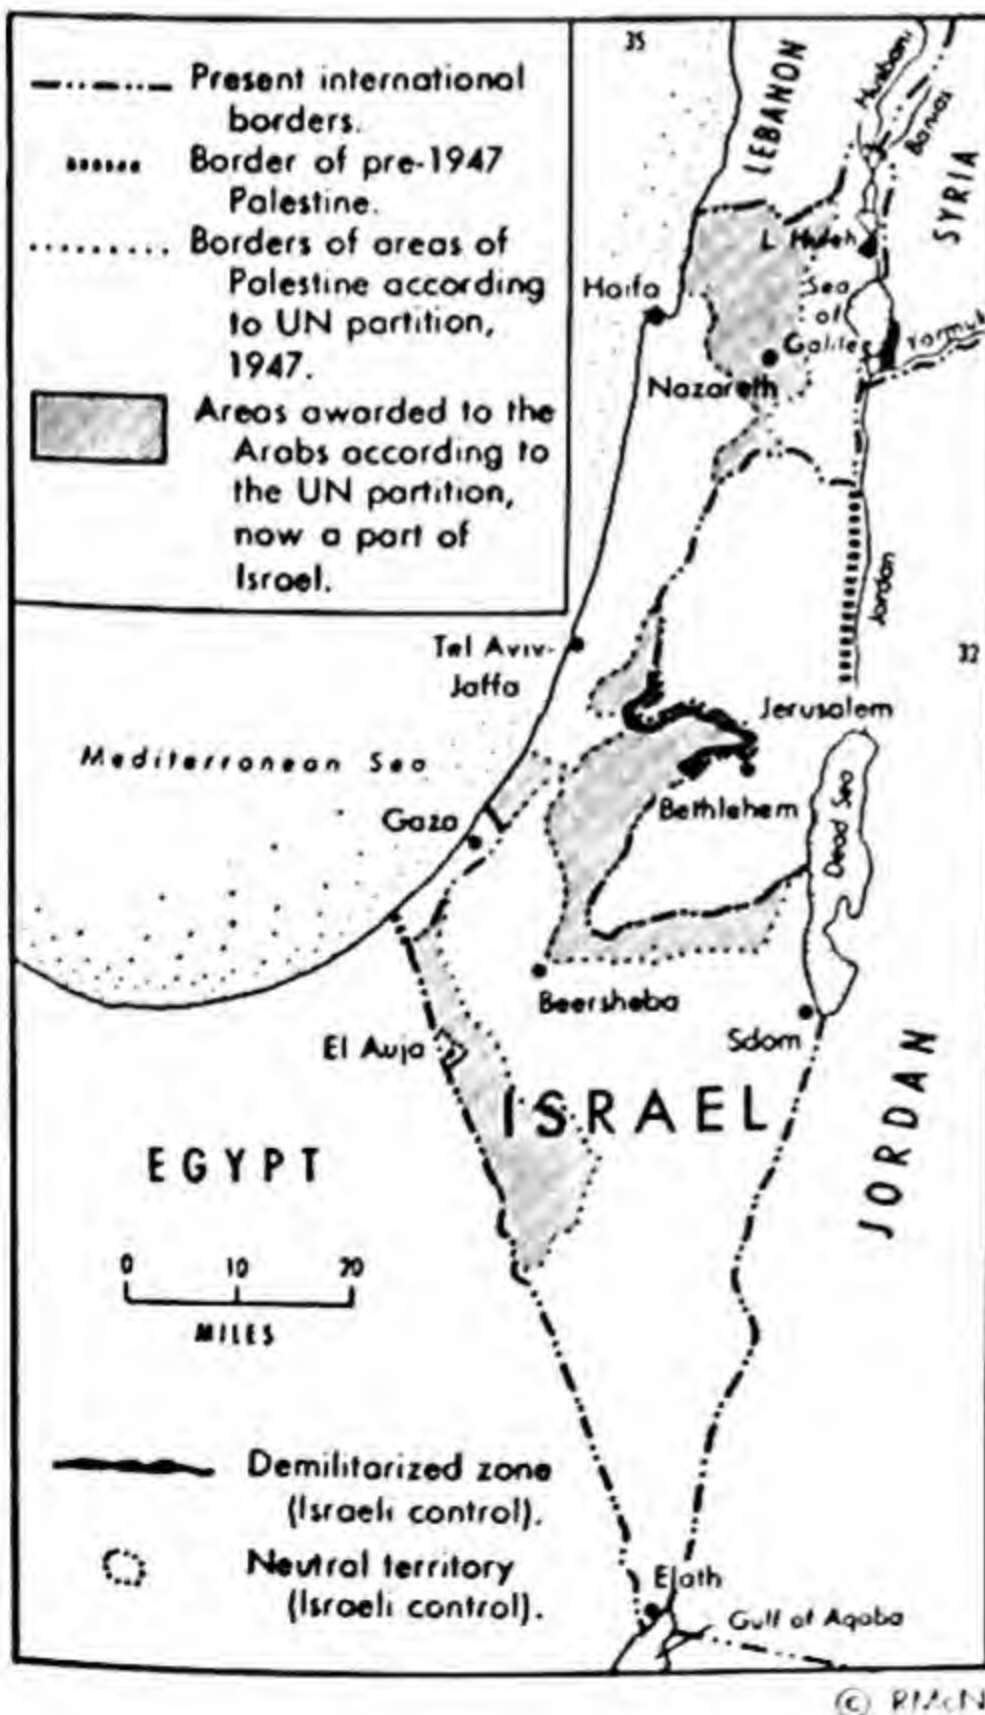 Present international
borders.
Border of pre-1947
Palestine.
Borders of areas of
Palestine according
to UN partition,
1947.
Areas awarded to the
Arabs according to
the UN partition,
now a part of
Israel.
35
LEBANON
Hasbani
Banias
SYRIA
L. Huleh
Haifa
Sea
of
Galilee
Yarmuk
Nazareth
Jordan
32
Tel Aviv-
Jaffa
Jerusalem
Mediterranean Sea
Gaza
Bethlehem
Dead Sea
Beersheba
Sdom
El Auja
ISRAEL
JORDAN
EGYPT
0 10 20
MILES
Demilitarized zone
(Israeli control).
Neutral territory
(Israeli control).
Elath
Gulf of Aqaba
© RMcN